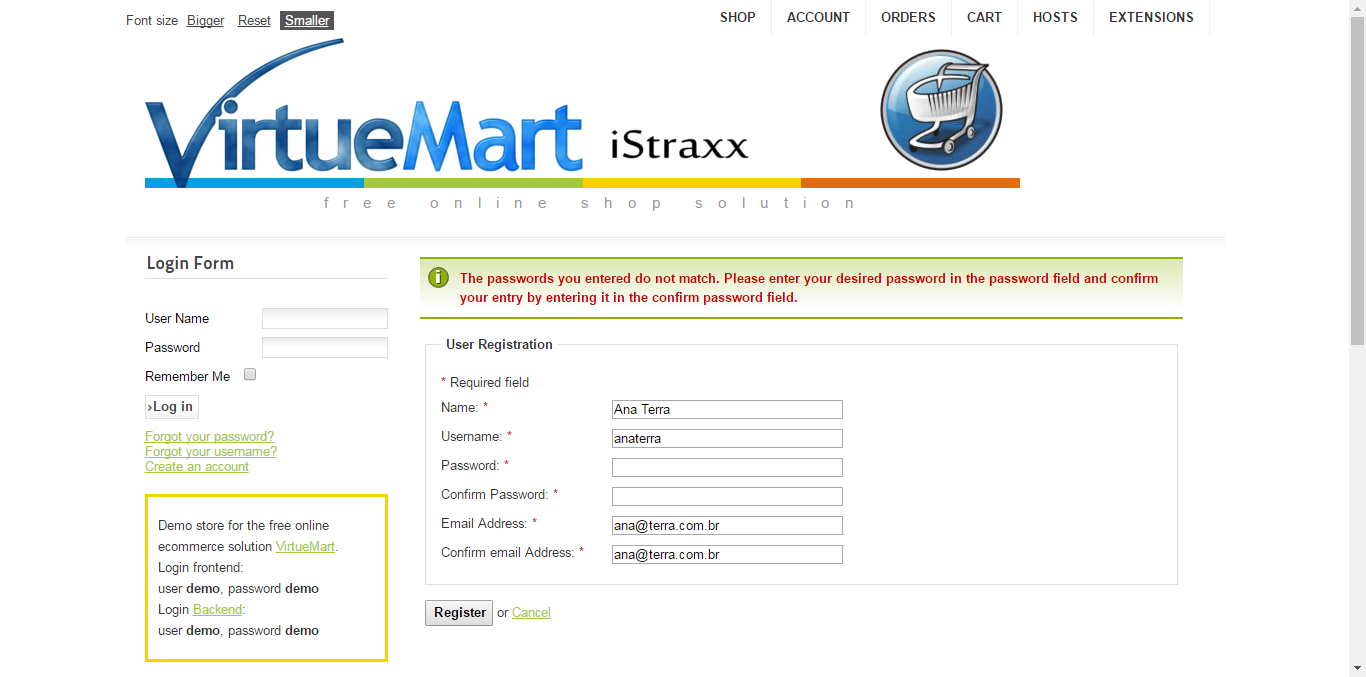 Font size Bigger Reset Smaller
SHOP ACCOUNT ORDERS CART HOSTS EXTENSIONS
VirtueMart iStraxx
free online shop solution
Login Form
User Name
Password
Remember Me
›Log in
Forgot your password?
Forgot your username?
Create an account
Demo store for the free online
ecommerce solution VirtueMart.
Login frontend:
user demo, password demo
Login Backend:
user demo, password demo
The passwords you entered do not match. Please enter your desired password in the password field and confirm
your entry by entering it in the confirm password field.
User Registration
* Required field
Name: * Ana Terra
Username: * anaterra
Password: *
Confirm Password: *
Email Address: * ana@terra.com.br
Confirm email Address: * ana@terra.com.br
Register or Cancel